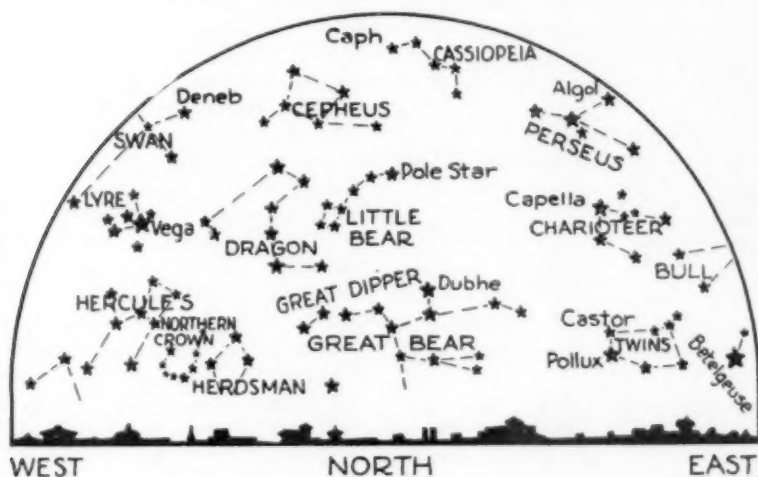 Caph
CASSIOPEIA
Deneb
CEPHEUS
Algol
SWAN
PERSEUS
Pole Star
LYRE
Vega
LITTLE
BEAR
Capella
CHARIOTEER
DRAGON
BULL
GREAT DIPPER
Dubhe
HERCULES
NORTHERN
CROWN
GREAT BEAR
Castor
TWINS
Pollux
Betelgeuse
HERDSMAN
WEST NORTH EAST